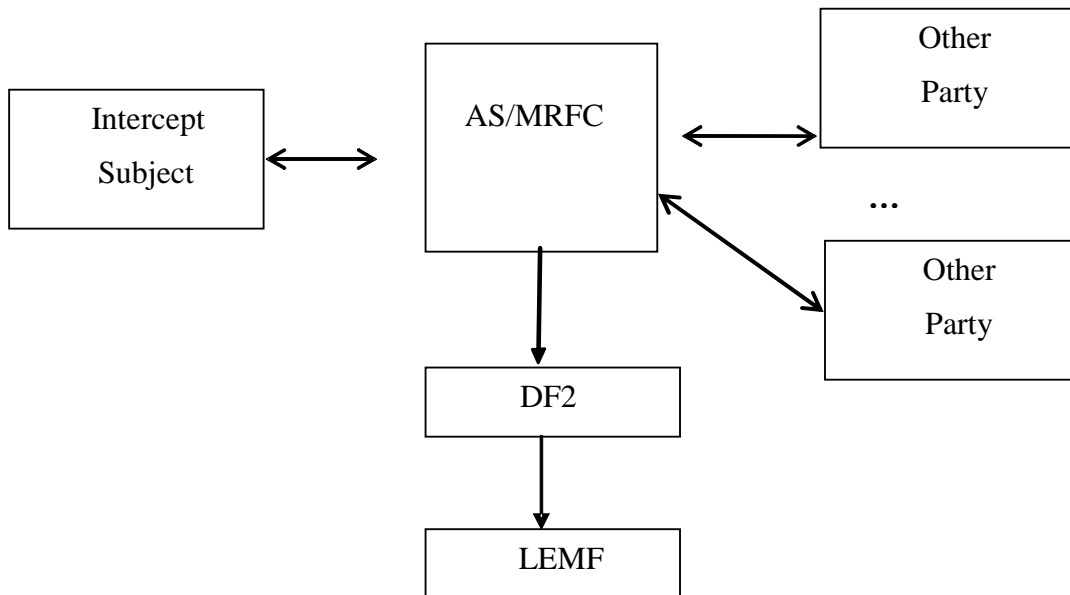 Other
Party
AS/MRFC
Intercept
Subject
...
Other
Party
DF2
LEMF